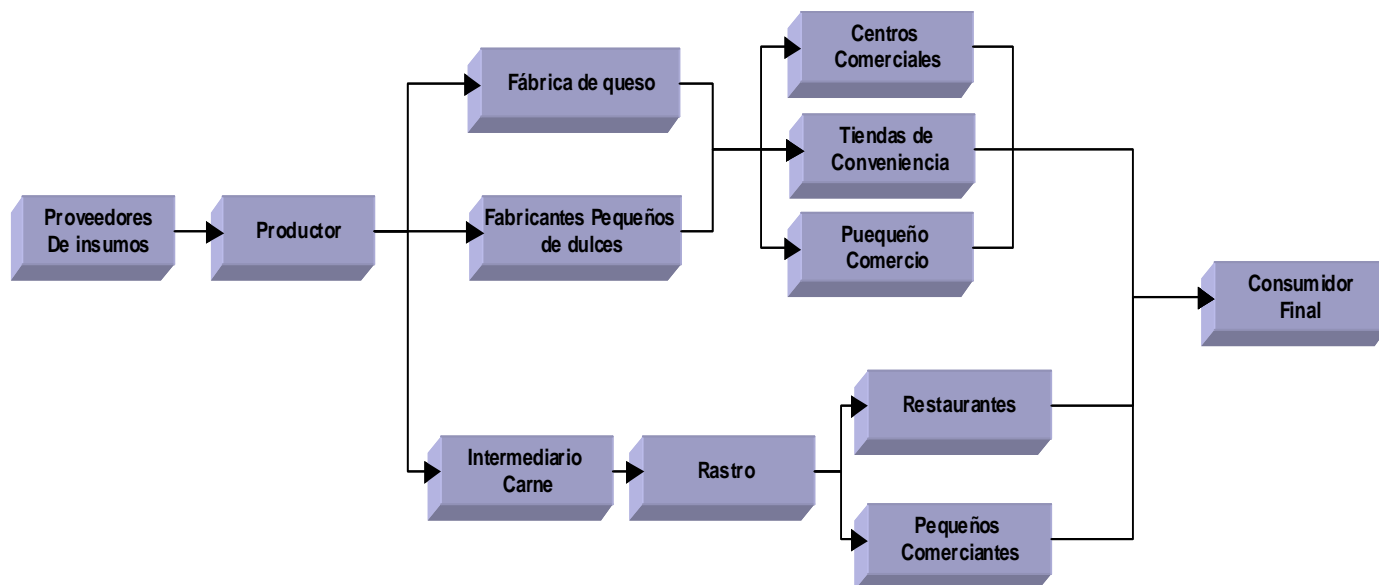 Centros
Comerciales
Fábrica de queso
Tiendas de
Conveniencia
Proveedores
De insumos
Productor
Fabricantes Pequeños
de dulces
Puequeño
Comercio
Consumidor
Final
Restaurantes
Intermediario
Carne
Rastro
Pequeños
Comerciantes